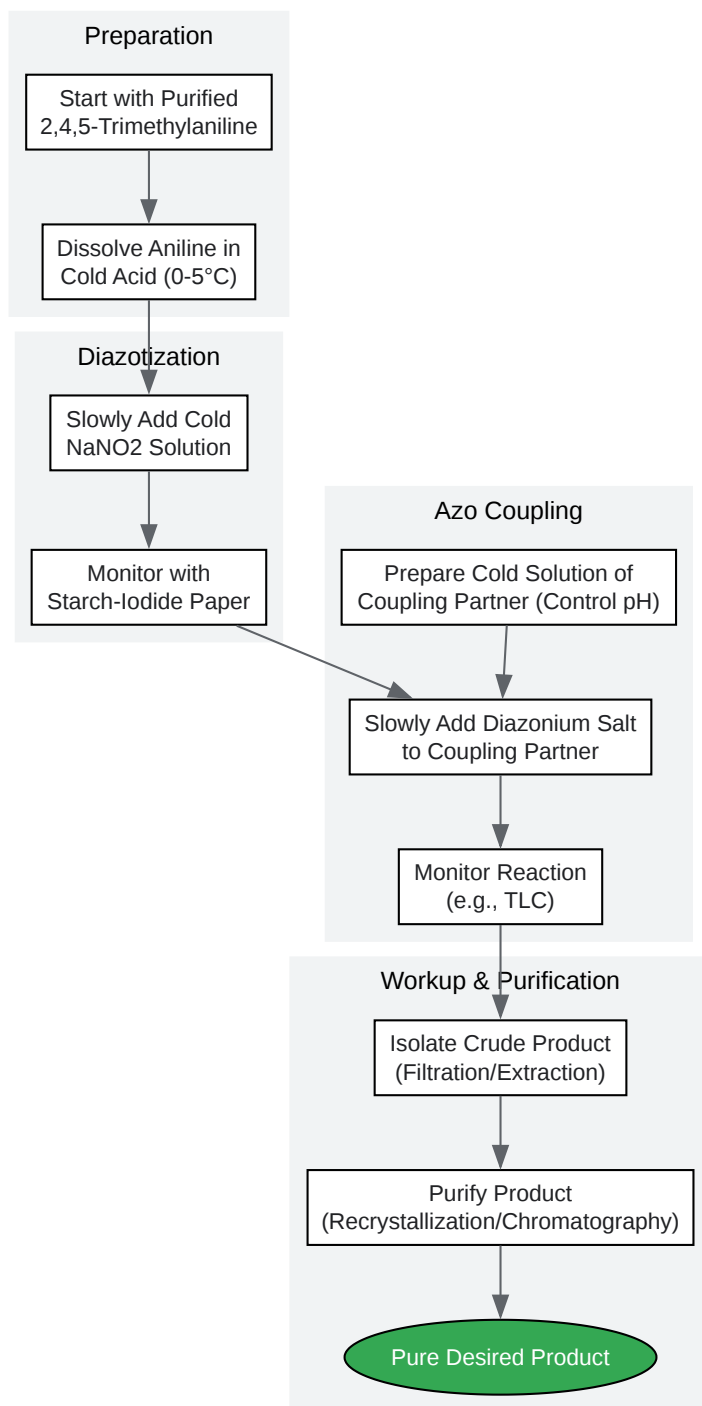 Preparation
Start with Purified
2,4,5-Trimethylaniline
Dissolve Aniline in
Cold Acid (0-5°C)
Diazotization
Slowly Add Cold
NaNO2 Solution
Monitor with
Starch-Iodide Paper
Azo Coupling
Prepare Cold Solution of
Coupling Partner (Control pH)
Slowly Add Diazonium Salt
to Coupling Partner
Monitor Reaction
(e.g., TLC)
Workup & Purification
Isolate Crude Product
(Filtration/Extraction)
Purify Product
(Recrystallization/Chromatography)
Pure Desired Product